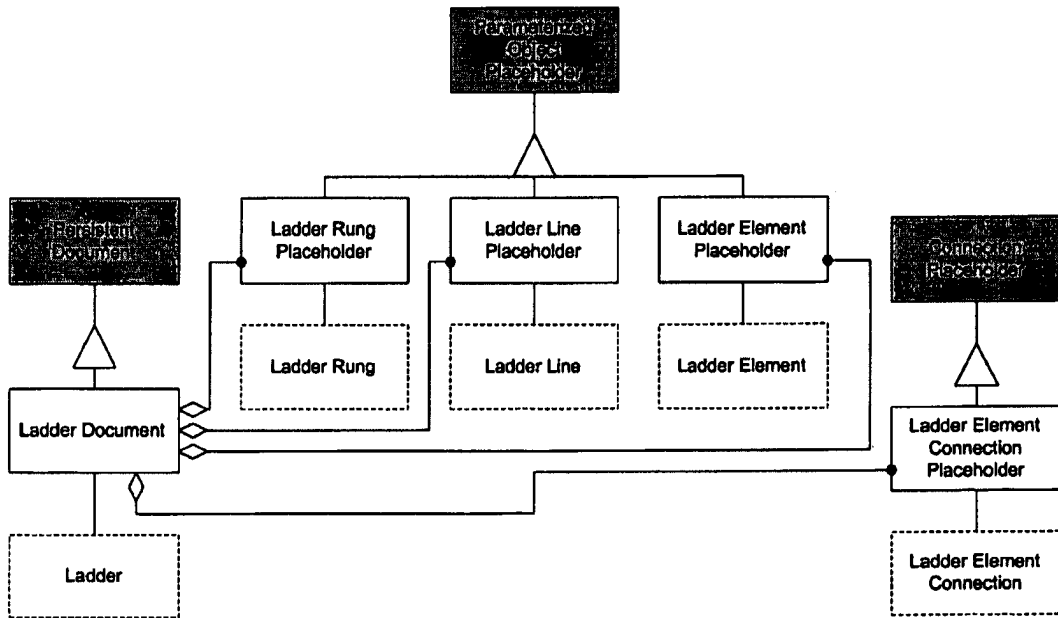 Parameterized
Object
Placeholder
Persistent
Document
Ladder Rung
Placeholder
Ladder Line
Placeholder
Ladder Element
Placeholder
Connection
Placeholder
Ladder Rung
Ladder Line
Ladder Element
Ladder Document
Ladder Element
Connection
Placeholder
Ladder
Ladder Element
Connection